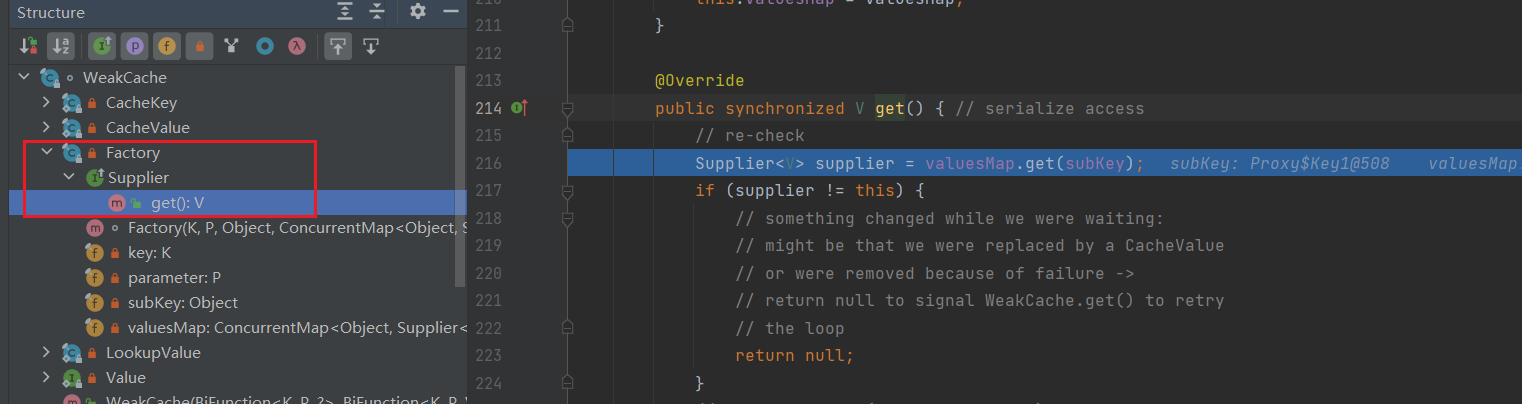 Structure
WeakCache
CacheKey
CacheValue
Factory
Supplier
get(): V
Factory(K, P, Object, ConcurrentMap<Object, S
key: K
parameter: P
subKey: Object
valuesMap: ConcurrentMap<Object, Supplier<
LookupValue
Value
WeakCache(BiFunction<K, P, ?>, BiFunction<K, P, V
210 this.valuesMap = valuesMap;
211 }
212
213 @Override
214 public synchronized V get() { // serialize access
215 // re-check
216 Supplier<V> supplier = valuesMap.get(subKey); subKey: Proxy$Key1@508 valuesMap:
217 if (supplier != this) {
218 // something changed while we were waiting:
219 // might be that we were replaced by a CacheValue
220 // or were removed because of failure ->
221 // return null to signal WeakCache.get() to retry
222 // the loop
223 return null;
224 }